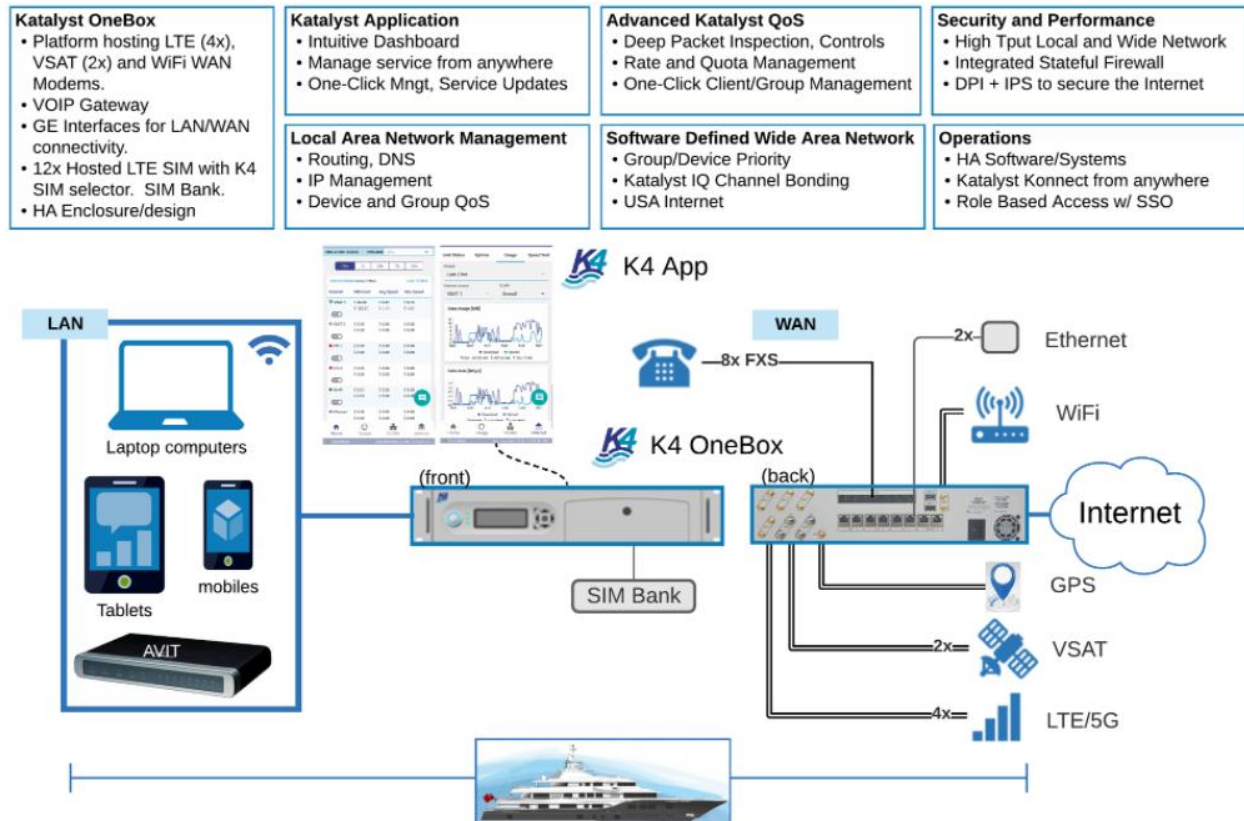 Katalyst OneBox
• Platform hosting LTE (4x),
VSAT (2x) and WiFi WAN
Modems.
• VOIP Gateway
• GE Interfaces for LAN/WAN
connectivity.
• 12x Hosted LTE SIM with K4
SIM selector.  SIM Bank.
• HA Enclosure/design
Katalyst Application
• Intuitive Dashboard
• Manage service from anywhere
• One-Click Mngt, Service Updates
Advanced Katalyst QoS
• Deep Packet Inspection, Controls
• Rate and Quota Management
• One-Click Client/Group Management
Security and Performance
• High Tput Local and Wide Network
• Integrated Stateful Firewall
• DPI + IPS to secure the Internet
Local Area Network Management
• Routing, DNS
• IP Management
• Device and Group QoS
Software Defined Wide Area Network
• Group/Device Priority
• Katalyst IQ Channel Bonding
• USA Internet
Operations
• HA Software/Systems
• Katalyst Konnect from anywhere
• Role Based Access w/ SSO
K4 K4 App
Usage
Speed Test
LAN
Laptop computers
Tablets
mobiles
AVIT
WAN
8x FXS
2x
Ethernet
WiFi
K4 K4 OneBox
(front)
(back)
SIM Bank
Internet
GPS
2x
VSAT
4x
LTE/5G